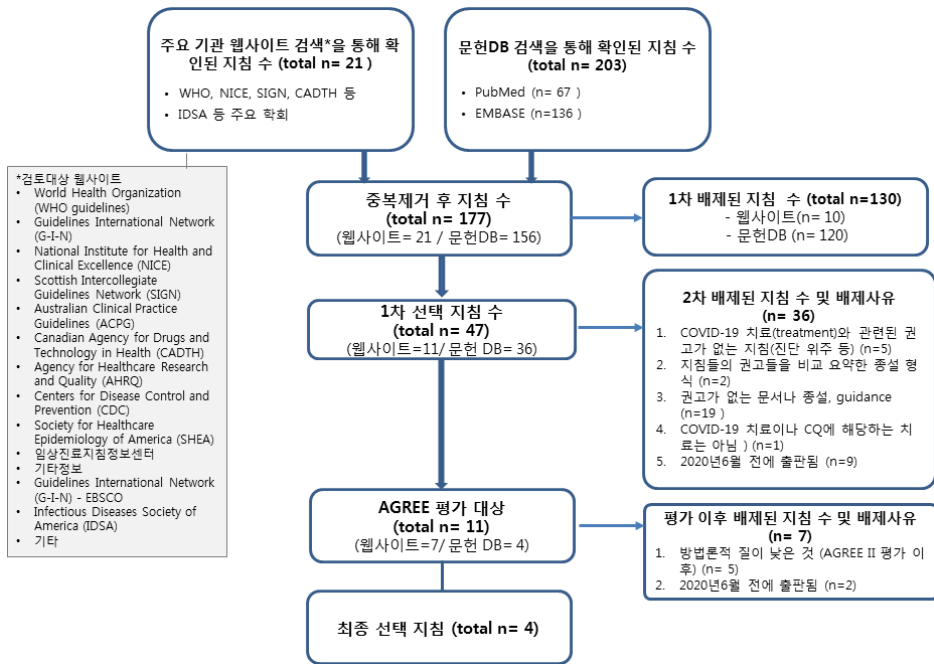 주요 기관 웹사이트 검색*을 통해 확
인된 지침 수 (total n= 21 )
• WHO, NICE, SIGN, CADTH 등
• IDSA 등 주요 학회
문헌DB 검색을 통해 확인된 지침 수
(total n= 203)
• PubMed (n= 67 )
• EMBASE (n=136 )
*검토대상 웹사이트
• World Health Organization
(WHO guidelines)
• Guidelines International Network
(G-I-N)
• National Institute for Health and
Clinical Excellence (NICE)
• Scottish Intercollegiate
Guidelines Network (SIGN)
• Australian Clinical Practice
Guidelines (ACPG)
• Canadian Agency for Drugs and
Technology in Health (CADTH)
• Agency for Healthcare Research
and Quality (AHRQ)
• Centers for Disease Control and
Prevention (CDC)
• Society for Healthcare
Epidemiology of America (SHEA)
• 임상진료지침정보센터
• 기타정보
• Guidelines International Network
(G-I-N) - EBSCO
• Infectious Diseases Society of
America (IDSA)
• 기타
중복제거 후 지침 수
(total n= 177)
(웹사이트= 21 / 문헌DB= 156)
1차 배제된 지침 수 (total n=130)
- 웹사이트(n= 10)
- 문헌DB (n= 120)
1차 선택 지침 수
(total n= 47)
(웹사이트=11/ 문헌 DB= 36)
2차 배제된 지침 수 및 배제사유
(n= 36)
1. COVID-19 치료(treatment)와 관련된 권
고가 없는 지침(진단 위주 등) (n=5)
2. 지침들의 권고들을 비교 요약한 종설 형
식 (n=2)
3. 권고가 없는 문서나 종설, guidance
(n=19 )
4. COVID-19 치료이나 CQ에 해당하는 치
료는 아님 ) (n=1)
5. 2020년6월 전에 출판됨 (n=9)
AGREE 평가 대상
(total n= 11)
(웹사이트=7/ 문헌 DB= 4)
평가 이후 배제된 지침 수 및 배제사유
(n= 7)
1. 방법론적 질이 낮은 것 (AGREE II 평가 이
후) (n= 5)
2. 2020년6월 전에 출판됨 (n=2)
최종 선택 지침 (total n= 4)